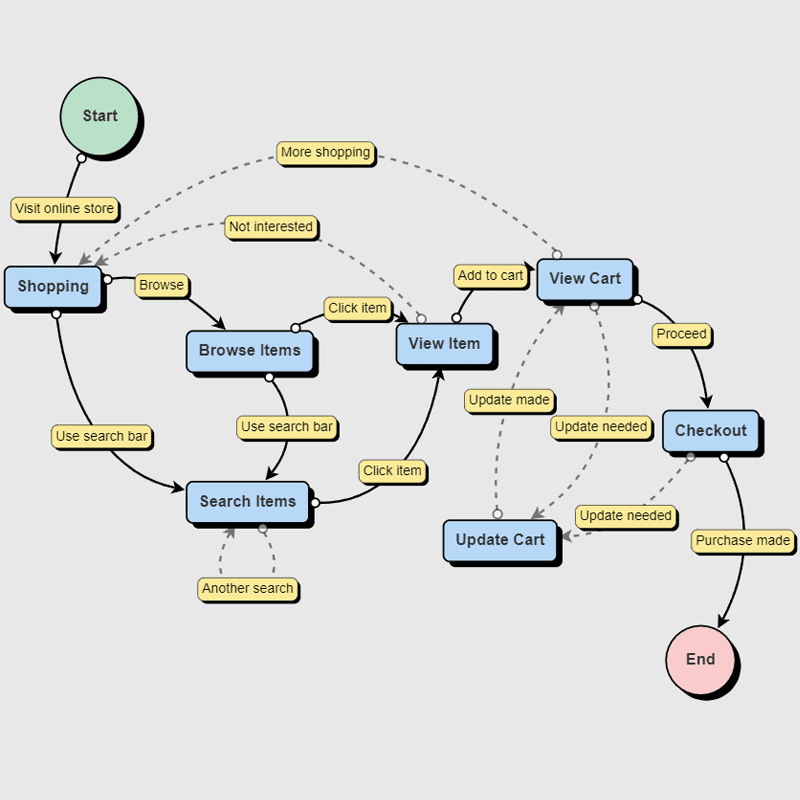 Start
More shopping
Visit online store
Not interested
Shopping
Browse
Add to cart
View Cart
Click item
Browse Items
View Item
Proceed
Update made
Use search bar
Use search bar
Update needed
Checkout
Click item
Search Items
Update needed
Update Cart
Purchase made
Another search
End